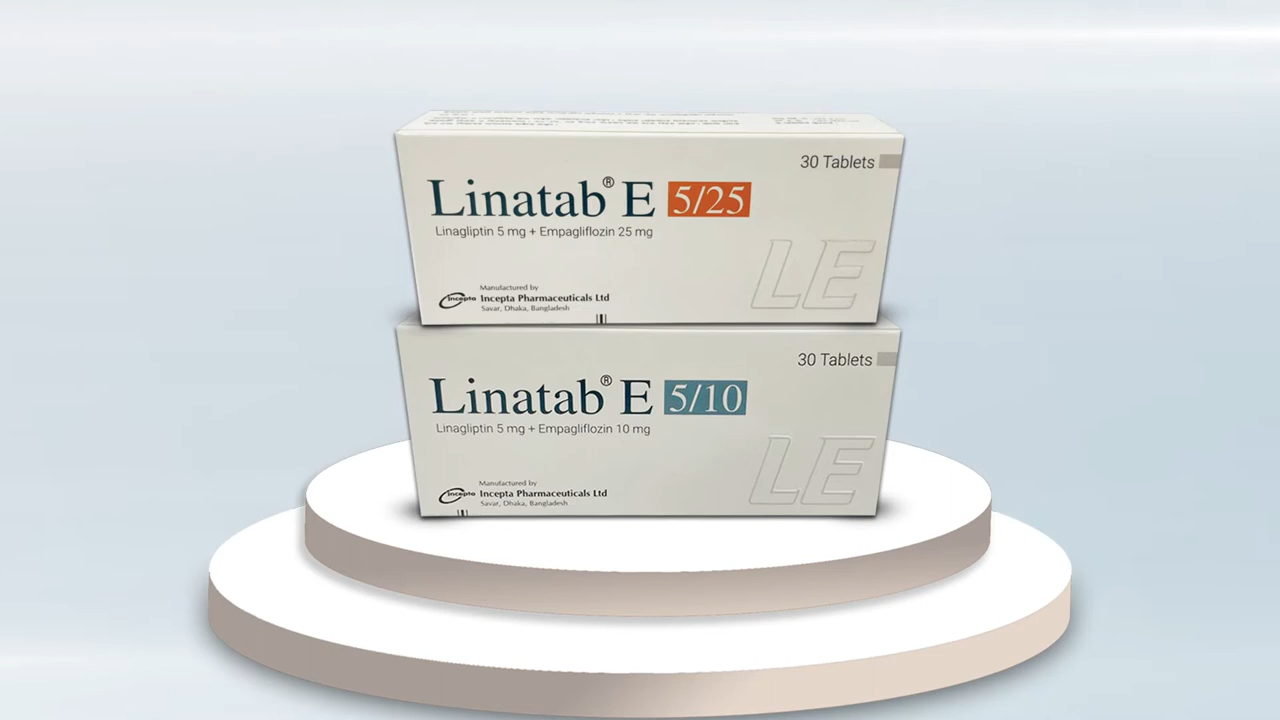 30 Tablets
Linatab® E 5/25
Linagliptin 5 mg + Empagliflozin 25 mg
LE
Manufactured by
incepta Incepta Pharmaceuticals Ltd
Savar, Dhaka, Bangladesh
30 Tablets
Linatab® E 5/10
Linagliptin 5 mg + Empagliflozin 10 mg
LE
Manufactured by
incepta Incepta Pharmaceuticals Ltd
Savar, Dhaka, Bangladesh